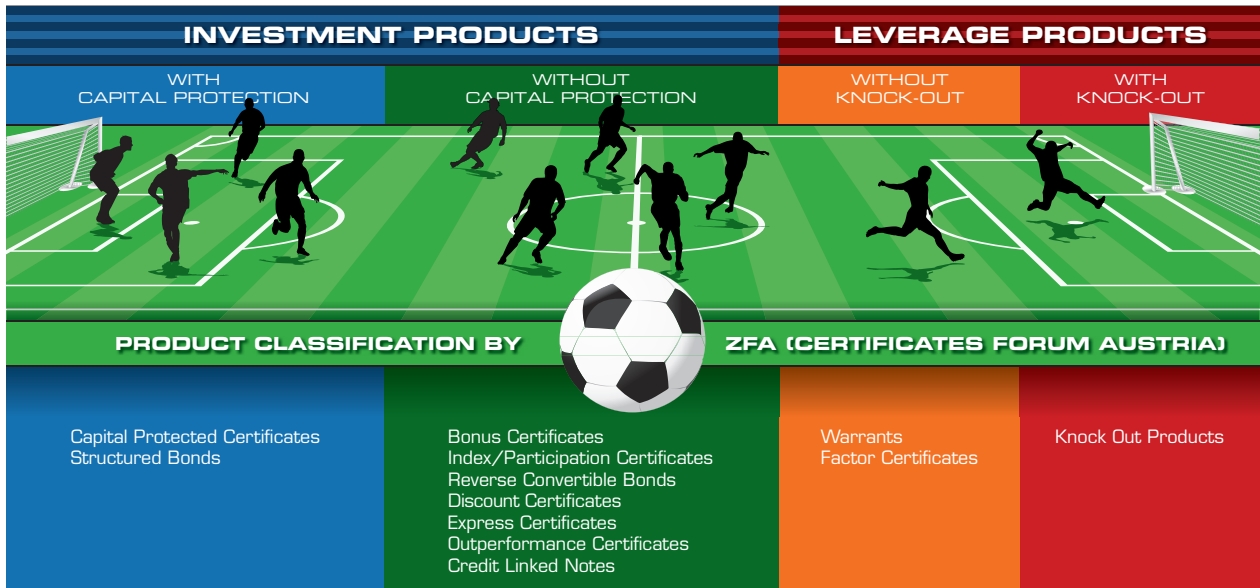 INVESTMENT PRODUCTS
LEVERAGE PRODUCTS
WITH
CAPITAL PROTECTION
WITHOUT
CAPITAL PROTECTION
WITHOUT
KNOCK-OUT
WITH
KNOCK-OUT
PRODUCT CLASSIFICATION BY
ZFA (CERTIFICATES FORUM AUSTRIA)
Capital Protected Certificates
Structured Bonds
Bonus Certificates
Index/Participation Certificates
Reverse Convertible Bonds
Discount Certificates
Express Certificates
Outperformance Certificates
Credit Linked Notes
Warrants
Factor Certificates
Knock Out Products